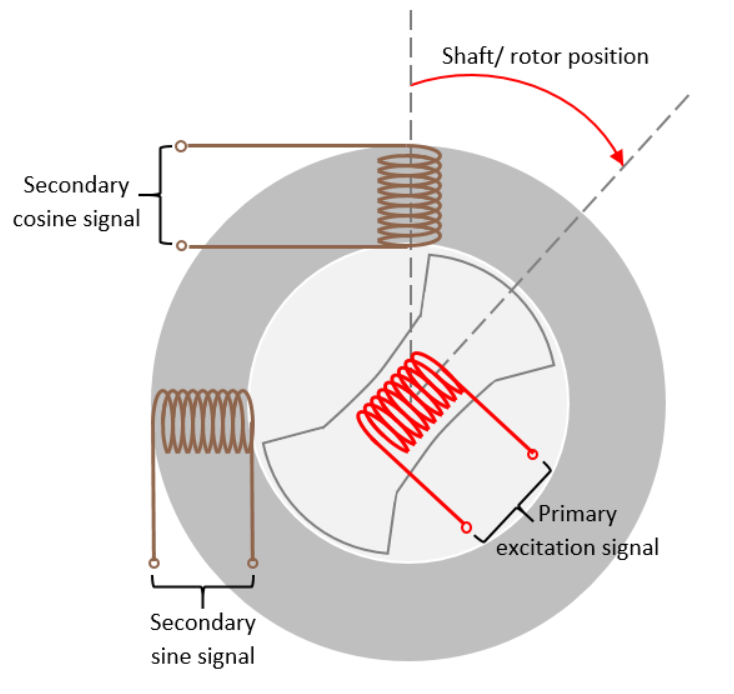 Shaft/ rotor position
Secondary
cosine signal
Primary
excitation signal
Secondary
sine signal